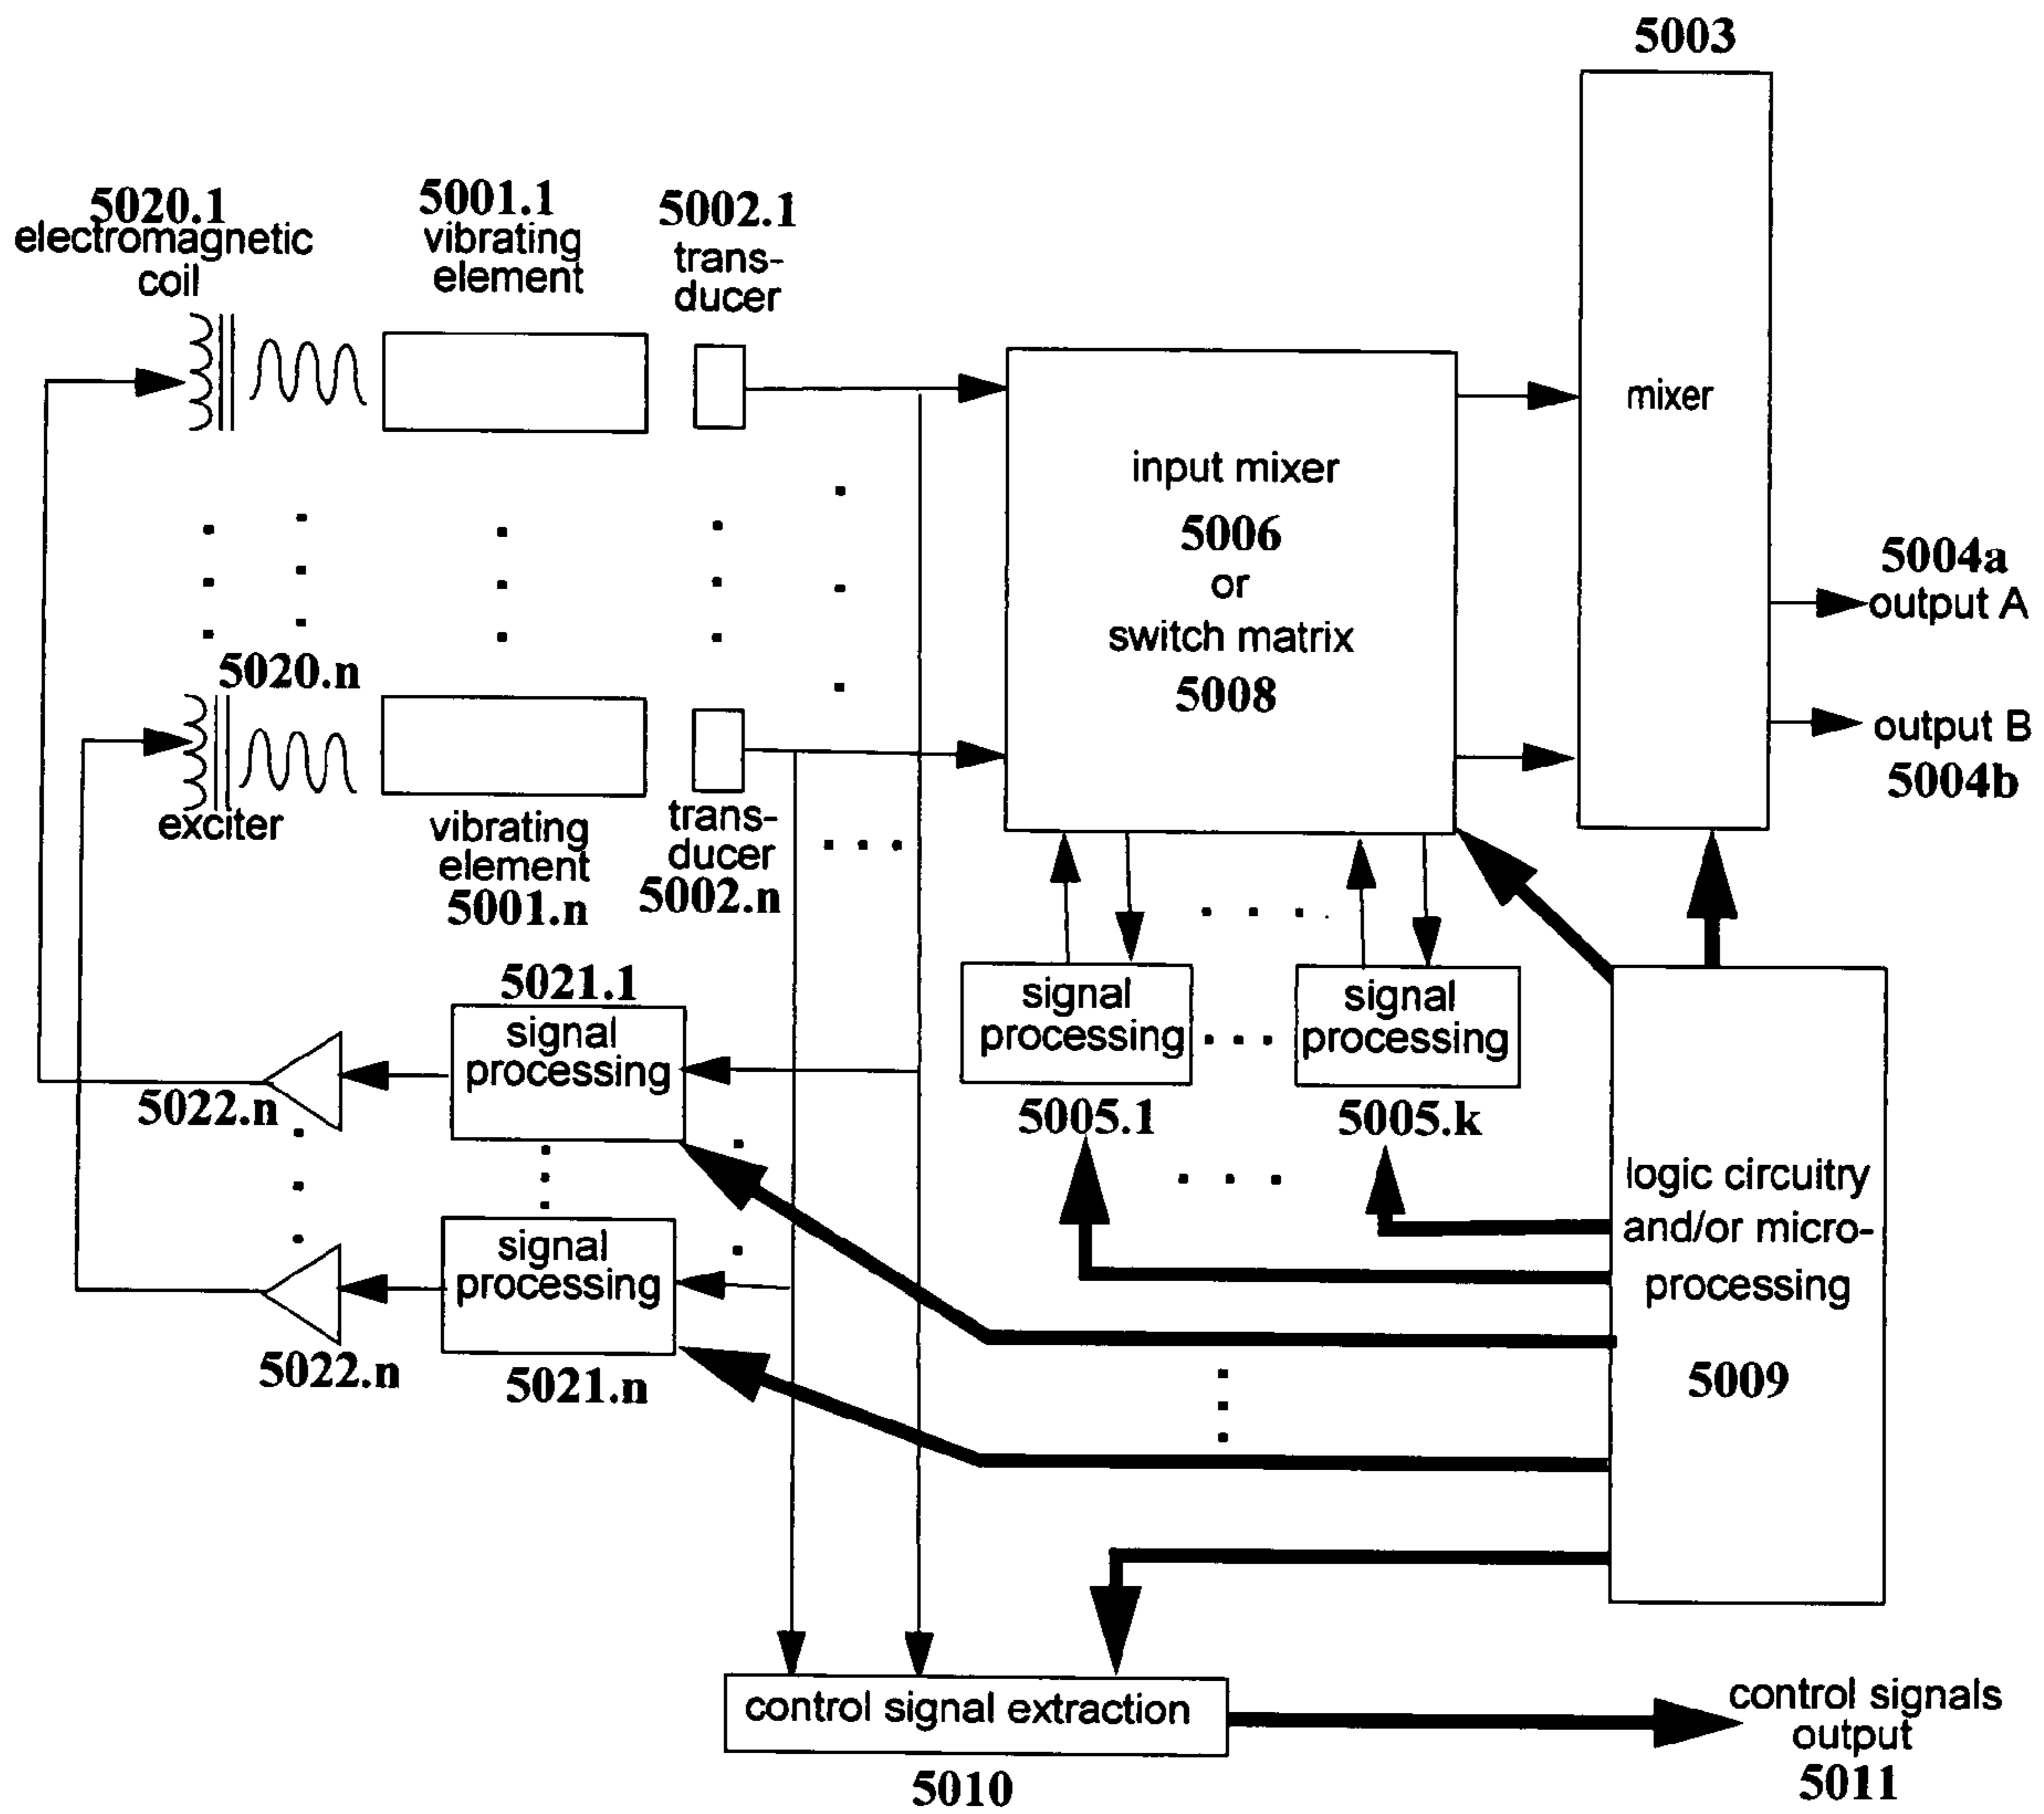 5003
5020.1
electromagnetic
coil
5001.1
vibrating
element
5002.1
trans-
ducer
mixer
input mixer
5006
or
switch matrix
5008
5004a
output A
output B
5004b
5020.n
exciter
vibrating
element
5001.n
trans-
ducer
5002.n
5021.1
signal
processing
5022.n
signal
processing
5005.1
signal
processing
5005.k
signal
processing
5021.n
5022.n
logic circuitry
and/or micro-
processing
5009
control signal extraction
5010
control signals
output
5011